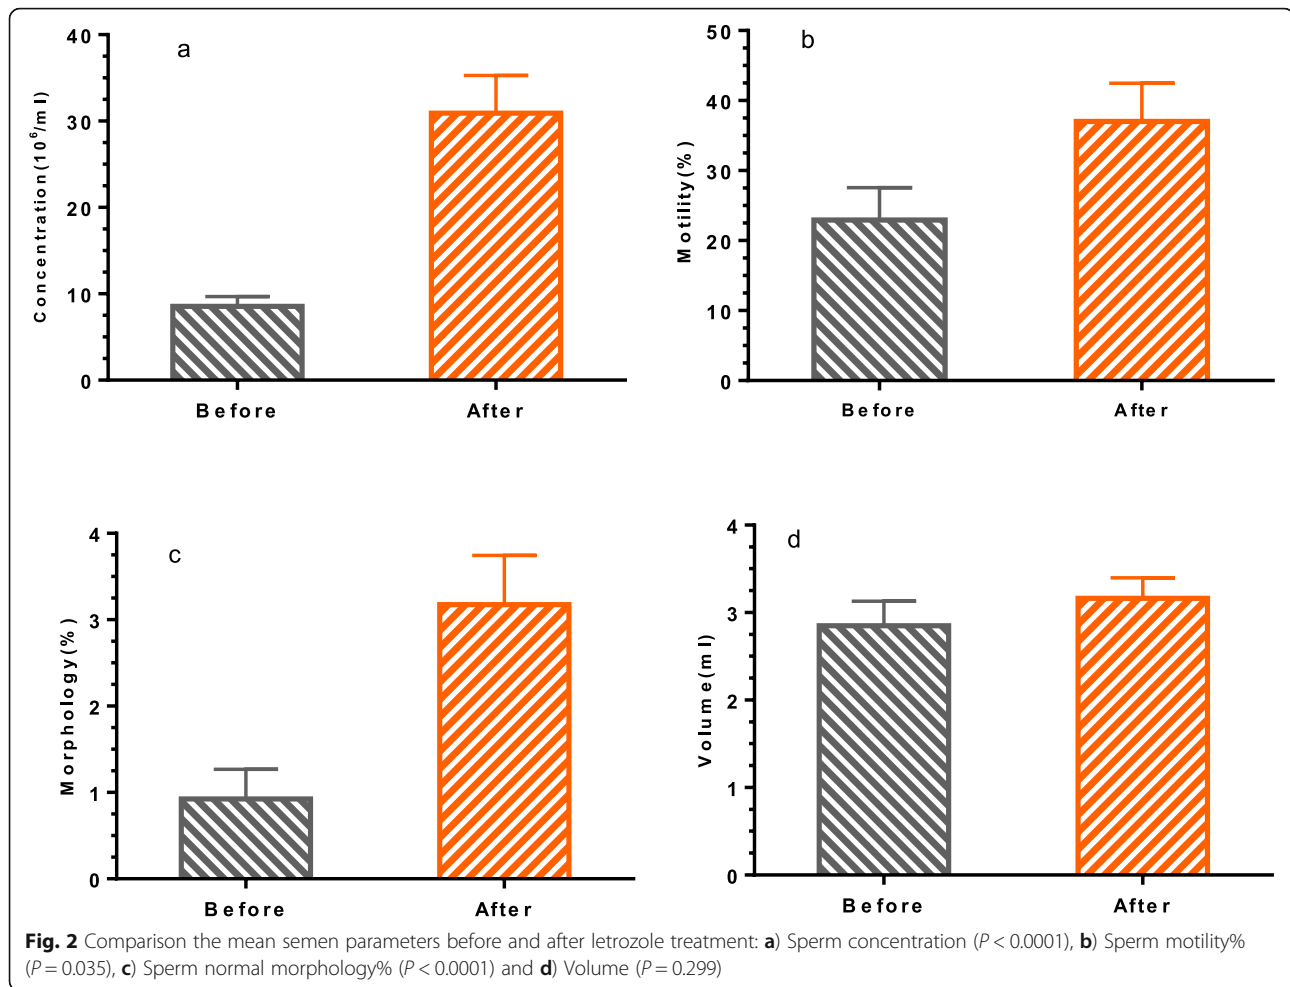 a
40
30
20
10
0
Concentration(10⁶/ml)
Before After
b
50
40
30
20
10
0
Motility(%)
Before After
c
4
3
2
1
0
Morphology(%)
Before After
d
4
3
2
1
0
Volume(ml)
Before After
Fig. 2 Comparison the mean semen parameters before and after letrozole treatment: a) Sperm concentration (P < 0.0001), b) Sperm motility%
(P = 0.035), c) Sperm normal morphology% (P < 0.0001) and d) Volume (P = 0.299)